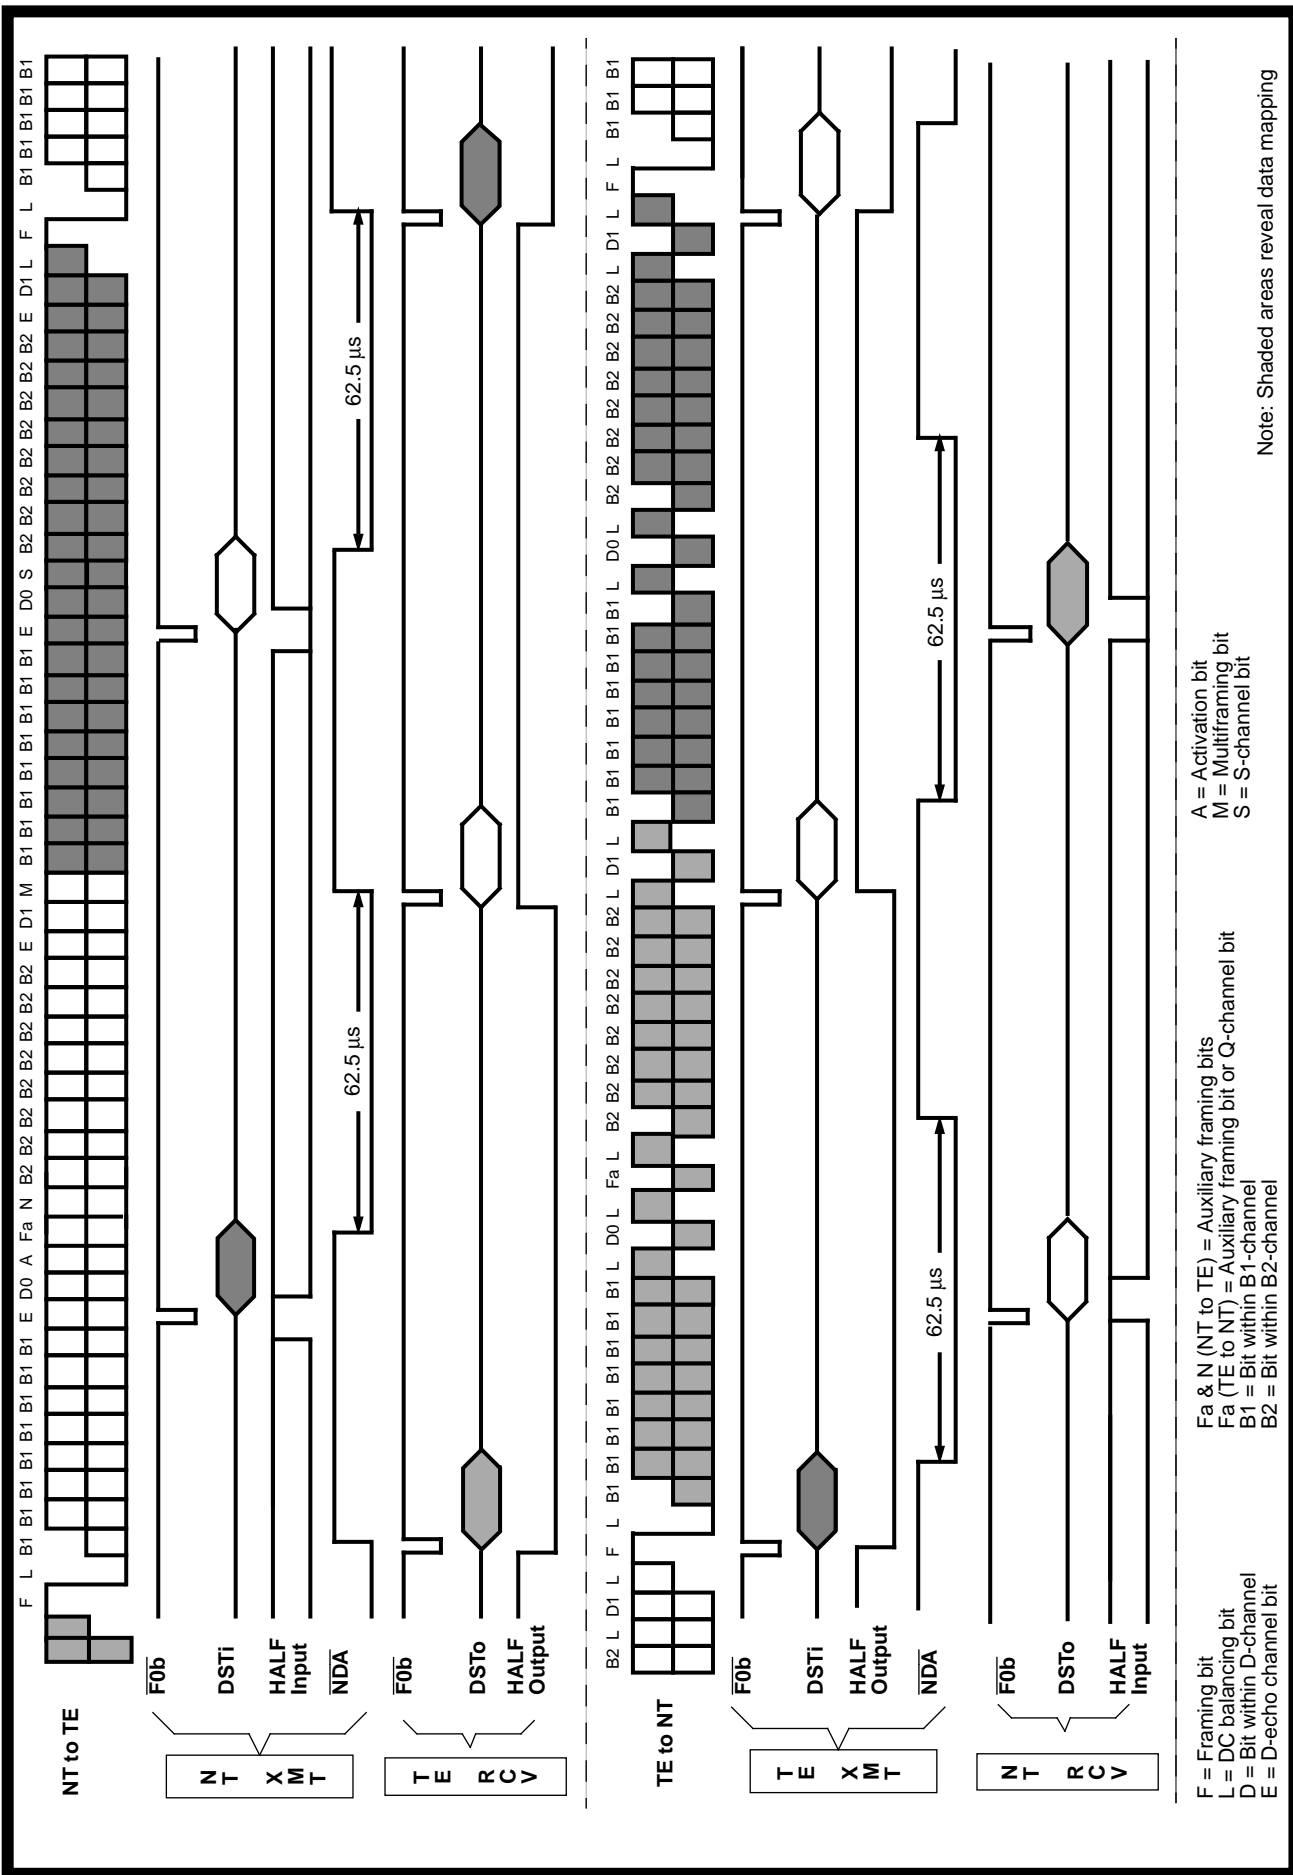 F L B1 B1 B1 B1 B1 B1 B1 B1 E D0 A Fa N B2 B2 B2 B2 B2 B2 B2 B2 E D1 M B1 B1 B1 B1 B1 B1 B1 B1 E D0 S B2 B2 B2 B2 B2 B2 B2 B2 E D1 L F L B1 B1 B1 B1 B1
NT to TE
NT XMT
F0b
DSTi
HALF
Input
NDA
62.5 µs
62.5 µs
TE RCV
F0b
DSTo
HALF
Output
B2 L D1 L F L B1 B1 B1 B1 B1 B1 B1 B1 L D0 L Fa L B2 B2 B2 B2 B2 B2 B2 B2 L D1 L B1 B1 B1 B1 B1 B1 B1 B1 L D0 L B2 B2 B2 B2 B2 B2 B2 B2 L D1 L F L B1 B1 B1
TE to NT
TE XMT
F0b
DSTi
HALF
Output
NDA
62.5 µs
62.5 µs
NT RCV
F0b
DSTo
HALF
Input
F = Framing bit
L = DC balancing bit
D = Bit within D-channel
E = D-echo channel bit
Fa & N (NT to TE) = Auxiliary framing bits
Fa (TE to NT) = Auxiliary framing bit or Q-channel bit
B1 = Bit within B1-channel
B2 = Bit within B2-channel
A = Activation bit
M = Multiframing bit
S = S-channel bit
Note: Shaded areas reveal data mapping